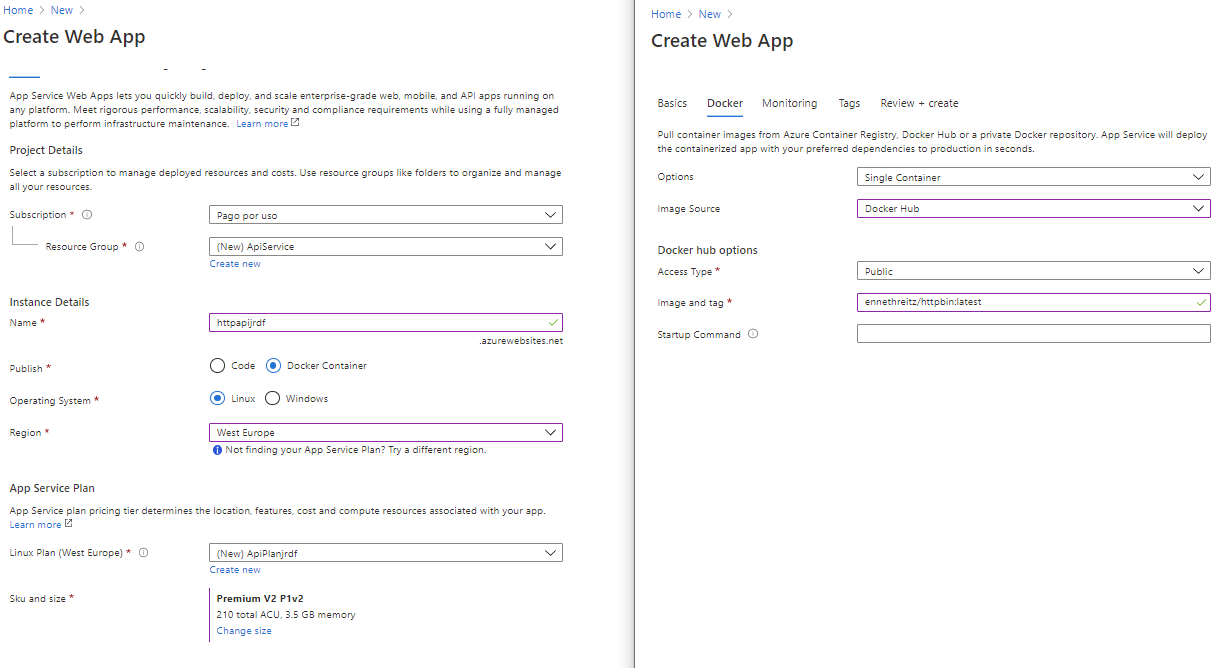 Home > New >
Create Web App
App Service Web Apps lets you quickly build, deploy, and scale enterprise-grade web, mobile, and API apps running on
any platform. Meet rigorous performance, scalability, security and compliance requirements while using a fully managed
platform to perform infrastructure maintenance. Learn more
Project Details
Select a subscription to manage deployed resources and costs. Use resource groups like folders to organize and manage
all your resources.
Subscription *
Pago por uso
Resource Group *
(New) ApiService
Create new
Instance Details
Name *
httpapijrdf
.azurewebsites.net
Publish *
Code Docker Container
Operating System *
Linux Windows
Region *
West Europe
Not finding your App Service Plan? Try a different region.
App Service Plan
App Service plan pricing tier determines the location, features, cost and compute resources associated with your app.
Learn more
Linux Plan (West Europe) *
(New) ApiPlanjrdf
Create new
Sku and size *
Premium V2 P1v2
210 total ACU, 3.5 GB memory
Change size
Home > New >
Create Web App
Basics Docker Monitoring Tags Review + create
Pull container images from Azure Container Registry, Docker Hub or a private Docker repository. App Service will deploy
the containerized app with your preferred dependencies to production in seconds.
Options
Single Container
Image Source
Docker Hub
Docker hub options
Access Type *
Public
Image and tag *
ennethreitz/httpbin:latest
Startup Command